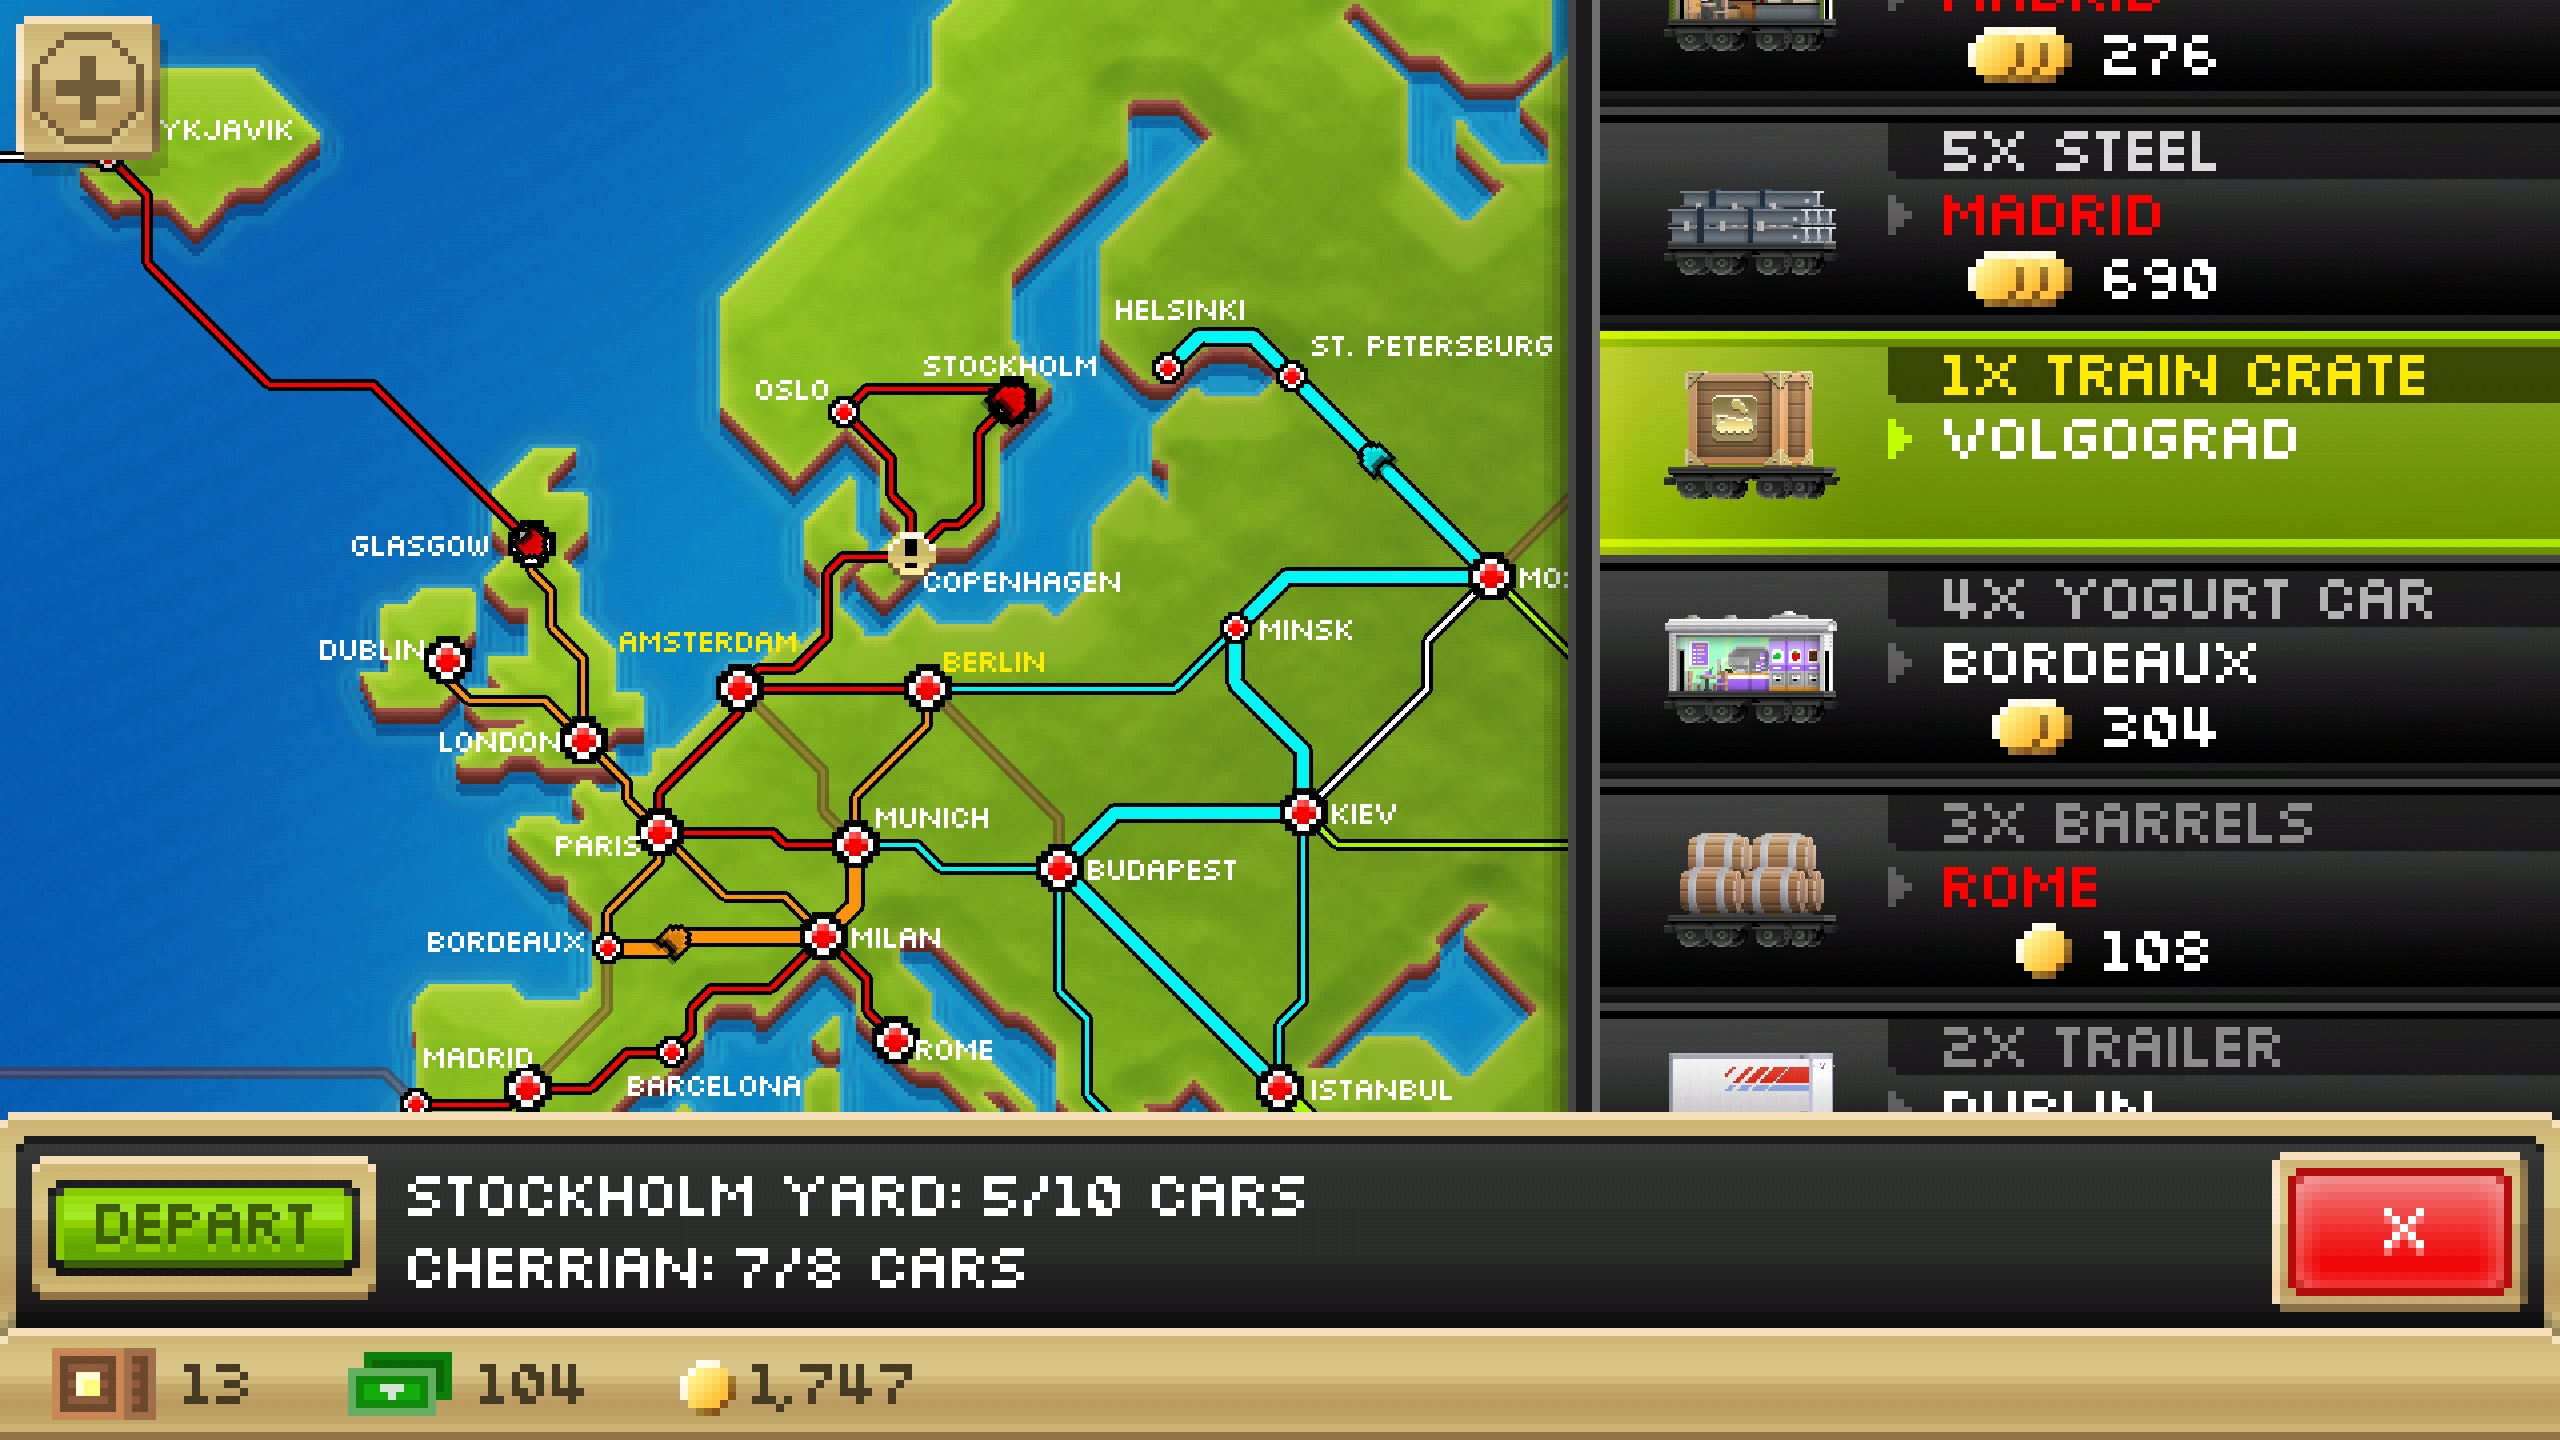 YKJAVIK
HELSINKI
ST. PETERSBURG
STOCKHOLM
OSLO
GLASGOW
COPENHAGEN
MO
DUBLIN
AMSTERDAM
BERLIN
MINSK
LONDON
PARIS
MUNICH
KIEV
BUDAPEST
BORDEAUX
MILAN
MADRID
ROME
BARCELONA
ISTANBUL
MADRID
276
5X STEEL
MADRID
690
1X TRAIN CRATE
VOLGOGRAD
4X YOGURT CAR
BORDEAUX
304
3X BARRELS
ROME
108
2X TRAILER
DUBLIN
DEPART
STOCKHOLM YARD: 5/10 CARS
CHERRIAN: 7/8 CARS
X
13
104
1,747